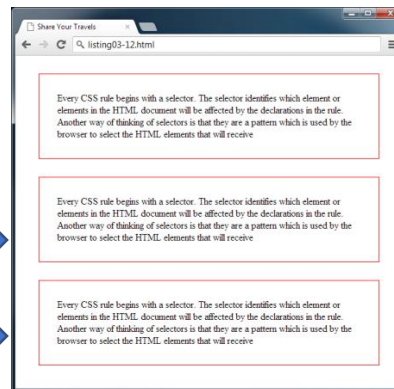 Share Your Travels
listing03-12.html
Every CSS rule begins with a selector. The selector identifies which element or
elements in the HTML document will be affected by the declarations in the rule.
Another way of thinking of selectors is that they are a pattern which is used by the
browser to select the HTML elements that will receive
Every CSS rule begins with a selector. The selector identifies which element or
elements in the HTML document will be affected by the declarations in the rule.
Another way of thinking of selectors is that they are a pattern which is used by the
browser to select the HTML elements that will receive
Every CSS rule begins with a selector. The selector identifies which element or
elements in the HTML document will be affected by the declarations in the rule.
Another way of thinking of selectors is that they are a pattern which is used by the
browser to select the HTML elements that will receive